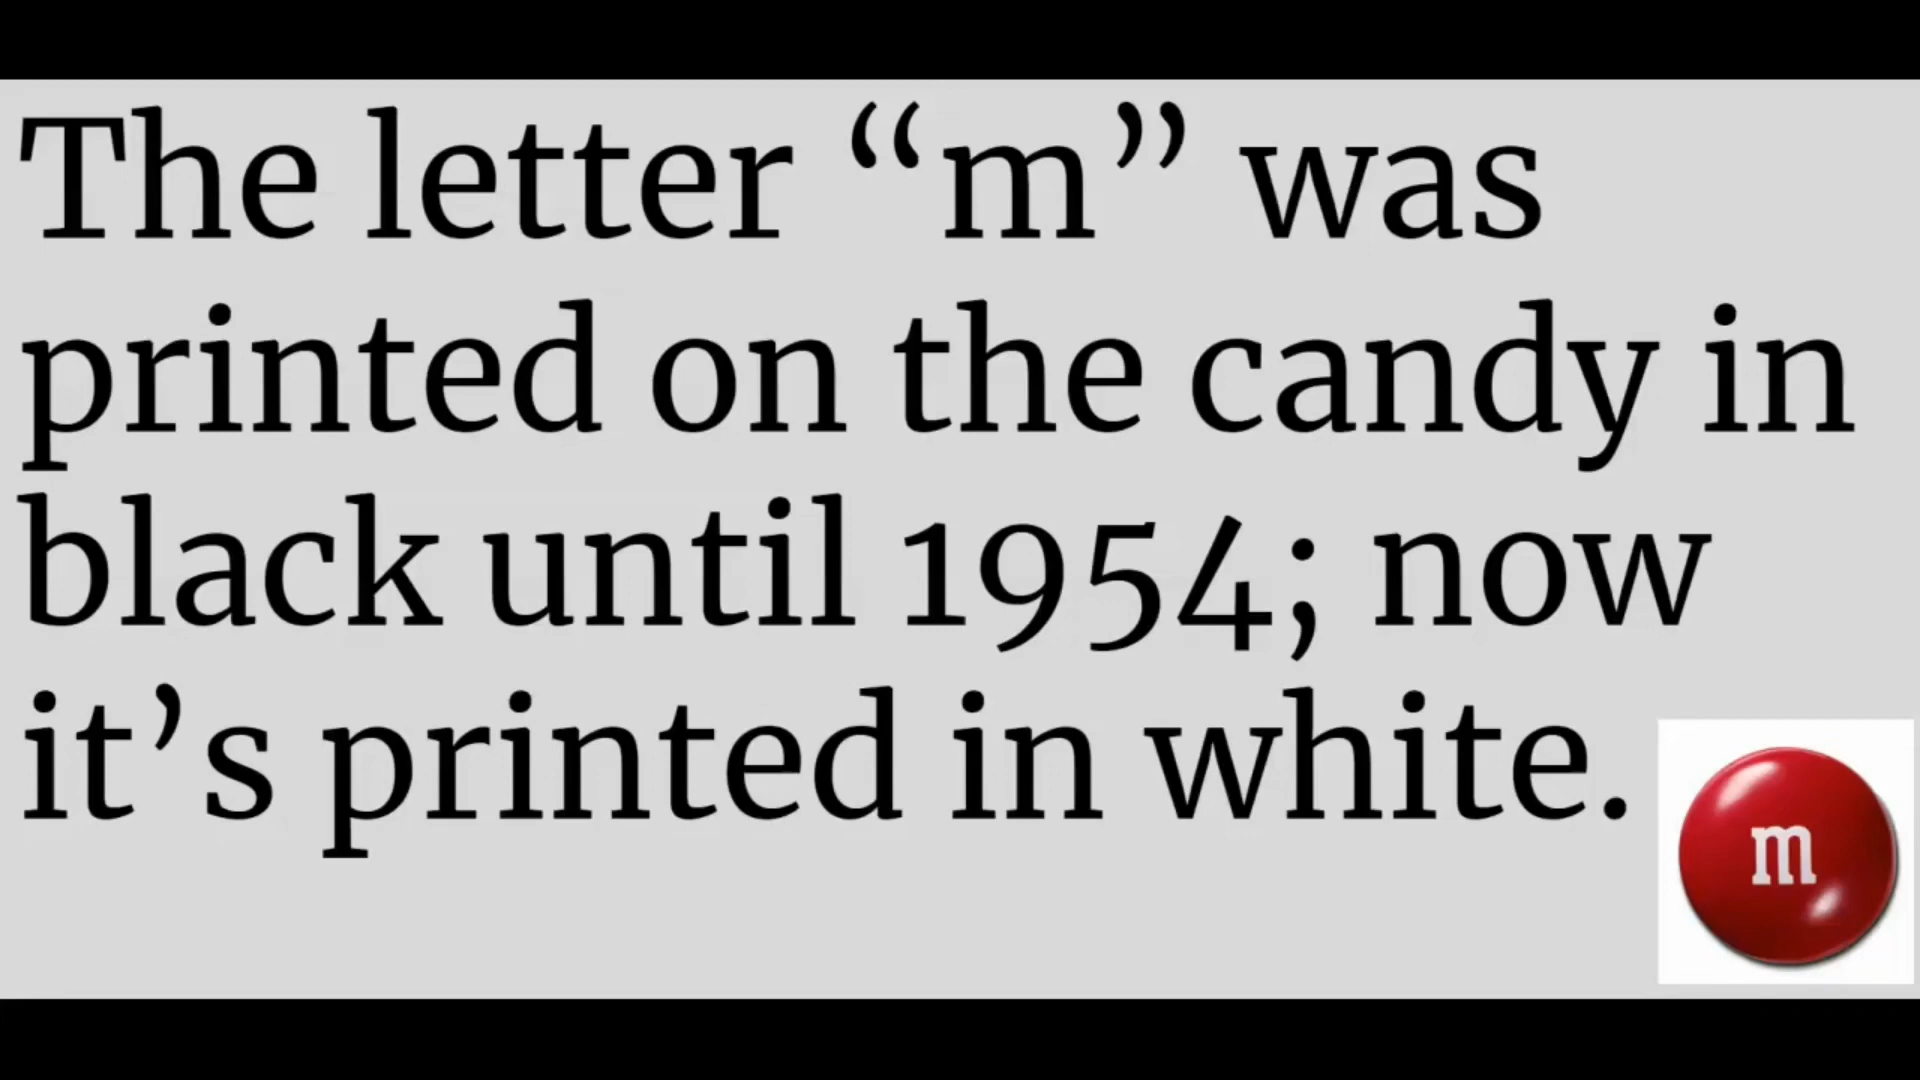 The letter “m” was
printed on the candy in
black until 1954; now
it’s printed in white.
m